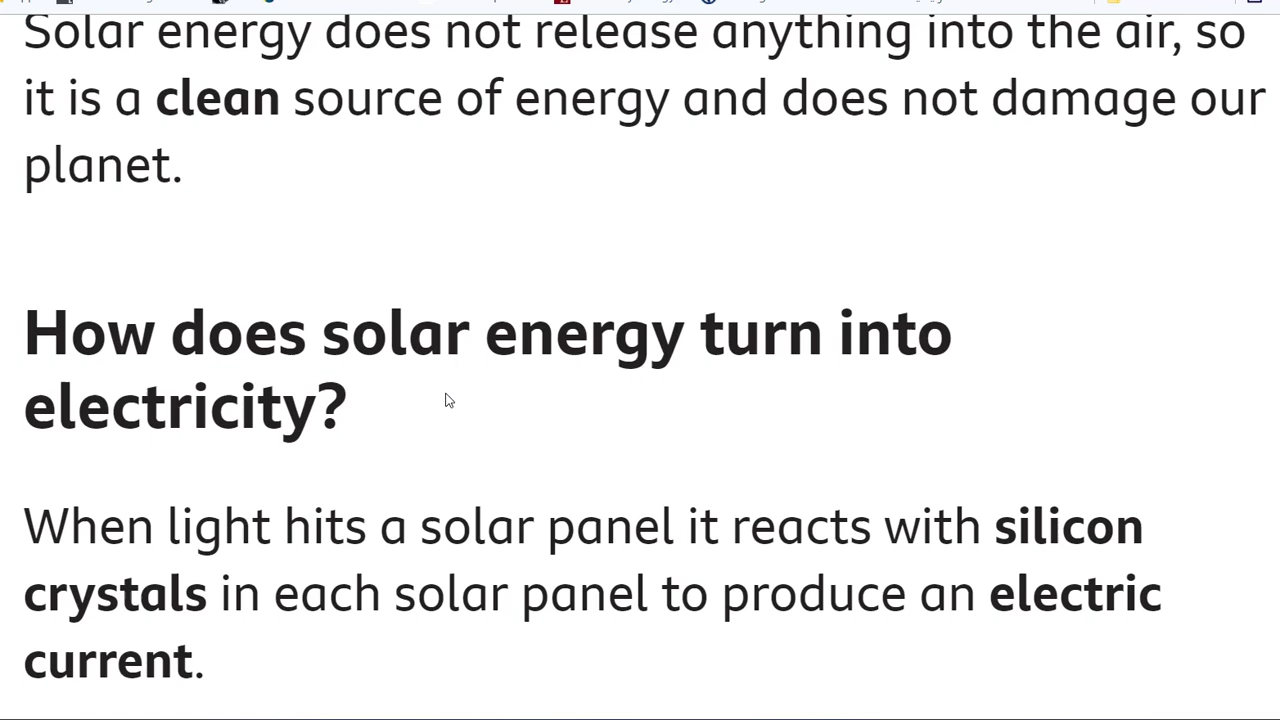 Solar energy does not release anything into the air, so
it is a clean source of energy and does not damage our
planet.
How does solar energy turn into
electricity?
When light hits a solar panel it reacts with silicon
crystals in each solar panel to produce an electric
current.